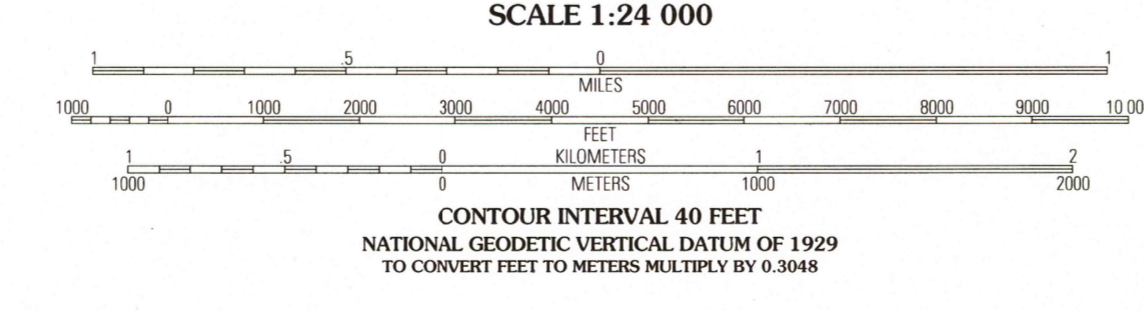 SCALE 1:24 000
1 .5 0 1
MILES
1000 0 1000 2000 3000 4000 5000 6000 7000 8000 9000 10 00
FEET
1 .5 0 KILOMETERS 1 2
1000 0 METERS 1000 2000
CONTOUR INTERVAL 40 FEET
NATIONAL GEODETIC VERTICAL DATUM OF 1929
TO CONVERT FEET TO METERS MULTIPLY BY 0.3048